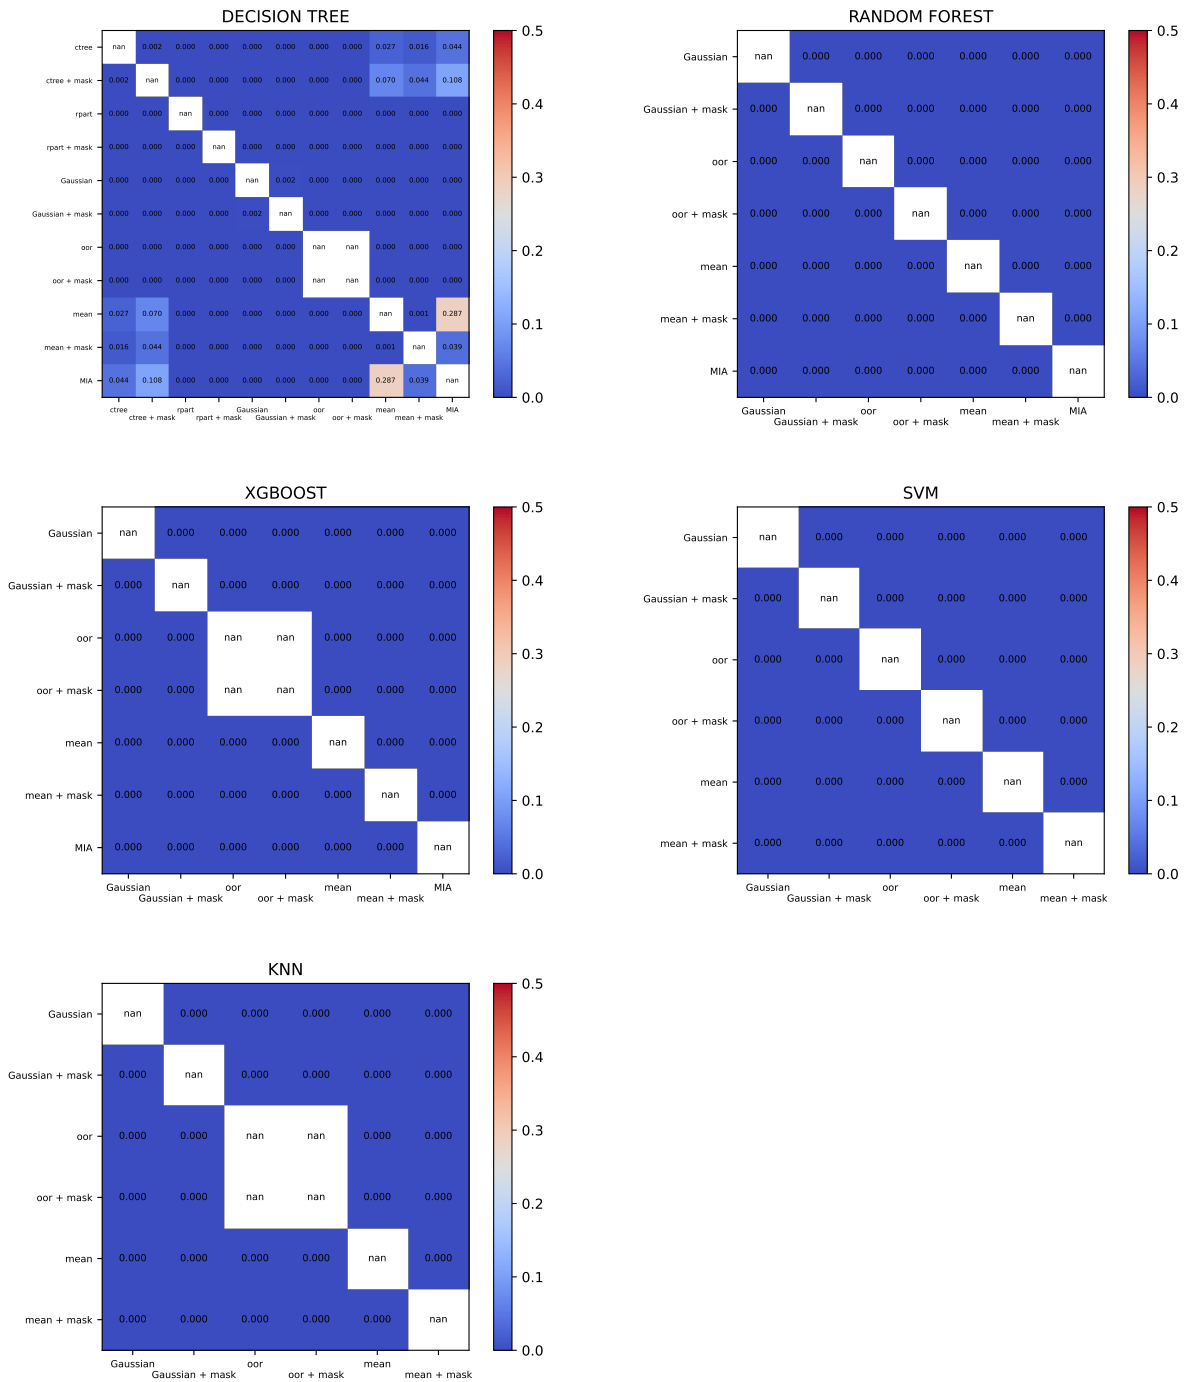 DECISION TREE
ctree nan 0.002 0.000 0.000 0.000 0.000 0.000 0.000 0.027 0.016 0.044
ctree + mask 0.002 nan 0.000 0.000 0.000 0.000 0.000 0.000 0.070 0.044 0.108
rpart 0.000 0.000 nan 0.000 0.000 0.000 0.000 0.000 0.000 0.000 0.000
rpart + mask 0.000 0.000 0.000 nan 0.000 0.000 0.000 0.000 0.000 0.000 0.000
Gaussian 0.000 0.000 0.000 0.000 nan 0.002 0.000 0.000 0.000 0.000 0.000
Gaussian + mask 0.000 0.000 0.000 0.000 0.002 nan 0.000 0.000 0.000 0.000 0.000
oor 0.000 0.000 0.000 0.000 0.000 0.000 nan nan 0.000 0.000 0.000
oor + mask 0.000 0.000 0.000 0.000 0.000 0.000 nan nan 0.000 0.000 0.000
mean 0.027 0.070 0.000 0.000 0.000 0.000 0.000 0.000 nan 0.001 0.287
mean + mask 0.016 0.044 0.000 0.000 0.000 0.000 0.000 0.000 0.001 nan 0.039
MIA 0.044 0.108 0.000 0.000 0.000 0.000 0.000 0.000 0.287 0.039 nan
ctree rpart Gaussian oor mean MIA
ctree + mask rpart + mask Gaussian + mask oor + mask mean + mask
0.5
0.4
0.3
0.2
0.1
0.0
RANDOM FOREST
Gaussian nan 0.000 0.000 0.000 0.000 0.000 0.000
Gaussian + mask 0.000 nan 0.000 0.000 0.000 0.000 0.000
oor 0.000 0.000 nan 0.000 0.000 0.000 0.000
oor + mask 0.000 0.000 0.000 nan 0.000 0.000 0.000
mean 0.000 0.000 0.000 0.000 nan 0.000 0.000
mean + mask 0.000 0.000 0.000 0.000 0.000 nan 0.000
MIA 0.000 0.000 0.000 0.000 0.000 0.000 nan
Gaussian oor mean MIA
Gaussian + mask oor + mask mean + mask
0.5
0.4
0.3
0.2
0.1
0.0
XGBOOST
Gaussian nan 0.000 0.000 0.000 0.000 0.000 0.000
Gaussian + mask 0.000 nan 0.000 0.000 0.000 0.000 0.000
oor 0.000 0.000 nan nan 0.000 0.000 0.000
oor + mask 0.000 0.000 nan nan 0.000 0.000 0.000
mean 0.000 0.000 0.000 0.000 nan 0.000 0.000
mean + mask 0.000 0.000 0.000 0.000 0.000 nan 0.000
MIA 0.000 0.000 0.000 0.000 0.000 0.000 nan
Gaussian oor mean MIA
Gaussian + mask oor + mask mean + mask
0.5
0.4
0.3
0.2
0.1
0.0
SVM
Gaussian nan 0.000 0.000 0.000 0.000 0.000
Gaussian + mask 0.000 nan 0.000 0.000 0.000 0.000
oor 0.000 0.000 nan 0.000 0.000 0.000
oor + mask 0.000 0.000 0.000 nan 0.000 0.000
mean 0.000 0.000 0.000 0.000 nan 0.000
mean + mask 0.000 0.000 0.000 0.000 0.000 nan
Gaussian oor mean
Gaussian + mask oor + mask mean + mask
0.5
0.4
0.3
0.2
0.1
0.0
KNN
Gaussian nan 0.000 0.000 0.000 0.000 0.000
Gaussian + mask 0.000 nan 0.000 0.000 0.000 0.000
oor 0.000 0.000 nan nan 0.000 0.000
oor + mask 0.000 0.000 nan nan 0.000 0.000
mean 0.000 0.000 0.000 0.000 nan 0.000
mean + mask 0.000 0.000 0.000 0.000 0.000 nan
Gaussian oor mean
Gaussian + mask oor + mask mean + mask
0.5
0.4
0.3
0.2
0.1
0.0